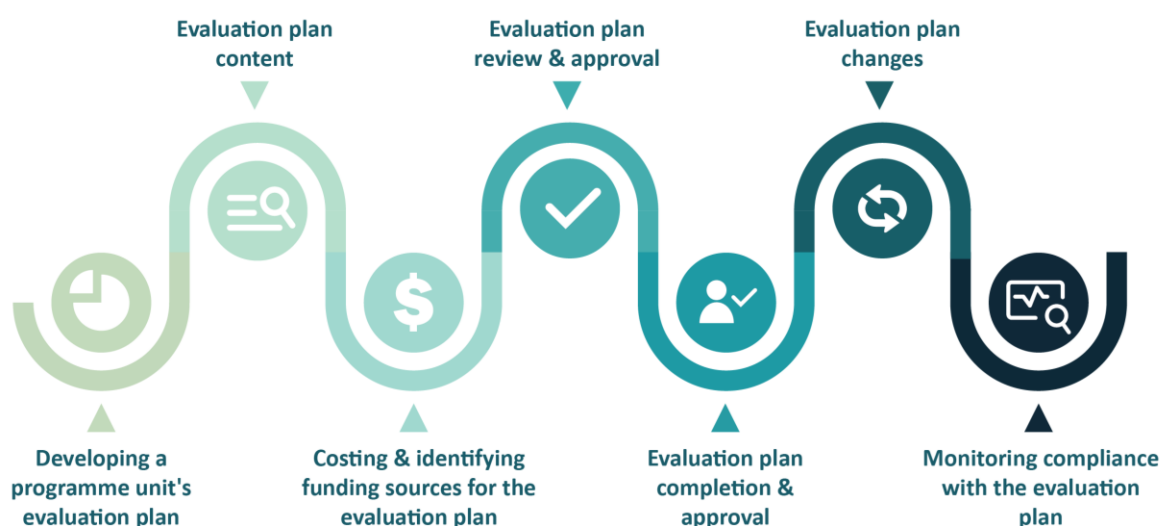 Evaluation plan
content
Evaluation plan
review & approval
Evaluation plan
changes
$
Developing a
programme unit's
evaluation plan
Costing & identifying
funding sources for the
evaluation plan
Evaluation plan
completion &
approval
Monitoring compliance
with the evaluation
plan